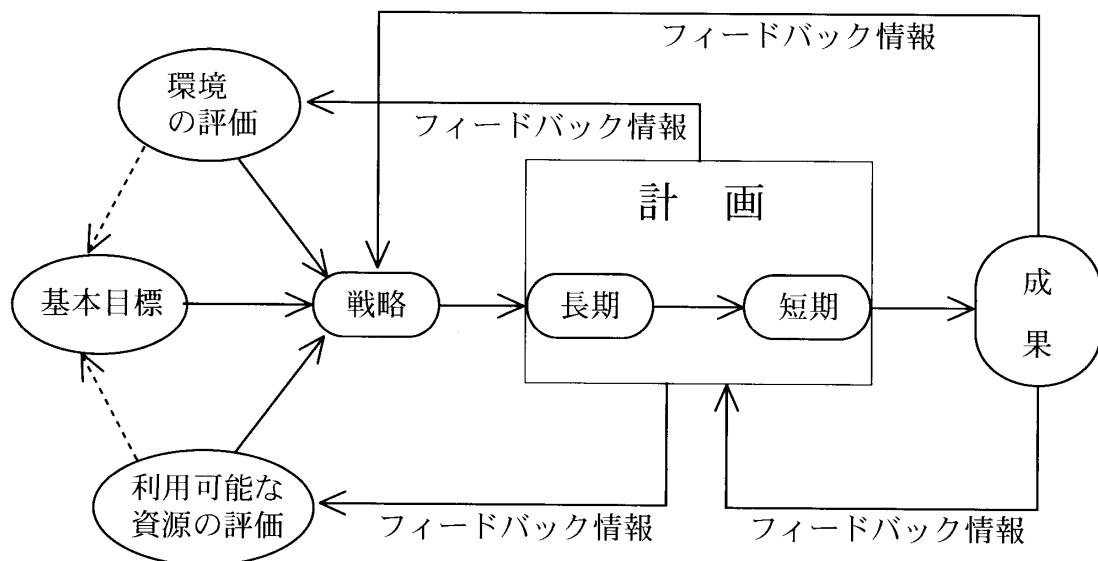 フィードバック情報
環境
の評価
フィードバック情報
計 画
基本目標
戦略
長期
短期
成
果
利用可能な
資源の評価
フィードバック情報
フィードバック情報